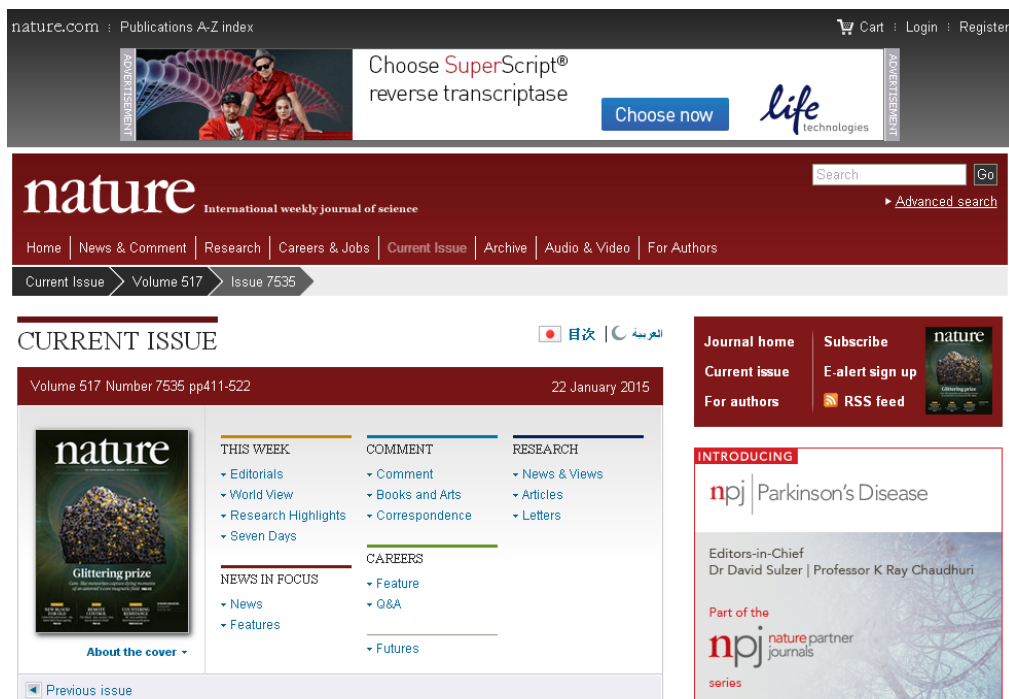 nature.com : Publications A-Z index
Cart : Login : Register
ADVERTISEMENT
Choose SuperScript®
reverse transcriptase
Choose now
life
technologies
ADVERTISEMENT
nature International weekly journal of science
Search Go
Advanced search
Home News & Comment Research Careers & Jobs Current Issue Archive Audio & Video For Authors
Current Issue Volume 517 Issue 7535
CURRENT ISSUE
目次 | العربية
Volume 517 Number 7535 pp411-522 22 January 2015
nature
Glittering prize
About the cover
THIS WEEK
Editorials
World View
Research Highlights
Seven Days
NEWS IN FOCUS
News
Features
COMMENT
Comment
Books and Arts
Correspondence
CAREERS
Feature
Q&A
Futures
RESEARCH
News & Views
Articles
Letters
Previous issue
Journal home
Current issue
For authors
Subscribe
E-alert sign up
RSS feed
nature
Glittering prize
INTRODUCING
npj Parkinson's Disease
Editors-in-Chief
Dr David Sulzer | Professor K Ray Chaudhuri
Part of the
npj nature partner
journals
series